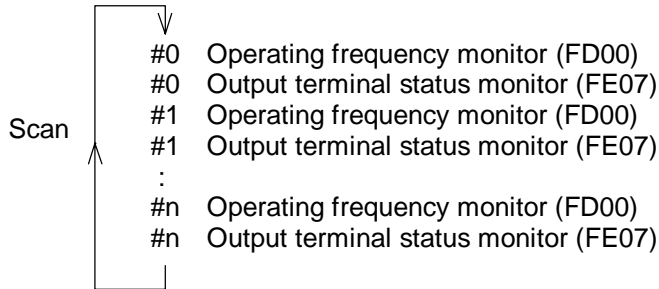 #0 Operating frequency monitor (FD00)
#0 Output terminal status monitor (FE07)
#1 Operating frequency monitor (FD00)
Scan
#1 Output terminal status monitor (FE07)
:
#n Operating frequency monitor (FD00)
#n Output terminal status monitor (FE07)